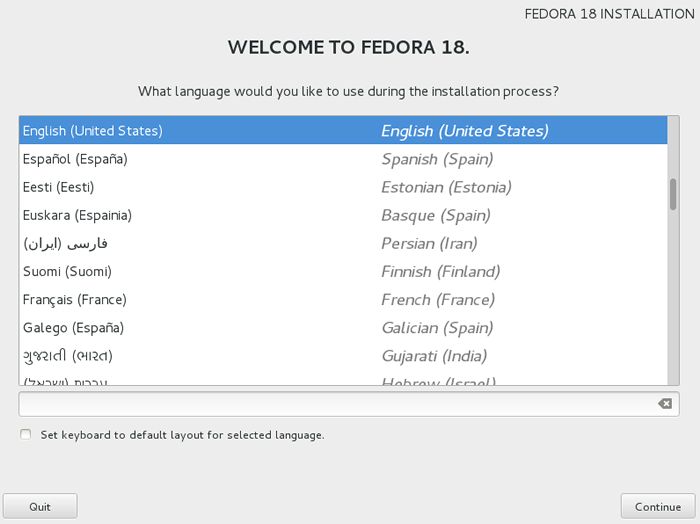 FEDORA 18 INSTALLATION
WELCOME TO FEDORA 18.
What language would you like to use during the installation process?
English (United States) English (United States)
Español (España) Spanish (Spain)
Eesti (Eesti) Estonian (Estonia)
Euskara (Espainia) Basque (Spain)
فارسی (ایران) Persian (Iran)
Suomi (Suomi) Finnish (Finland)
Français (France) French (France)
Galego (España) Galician (Spain)
ગુજરાતી (ભારત) Gujarati (India)
עברית (ישראל) Hebrew (Israel)
Set keyboard to default layout for selected language.
Quit Continue